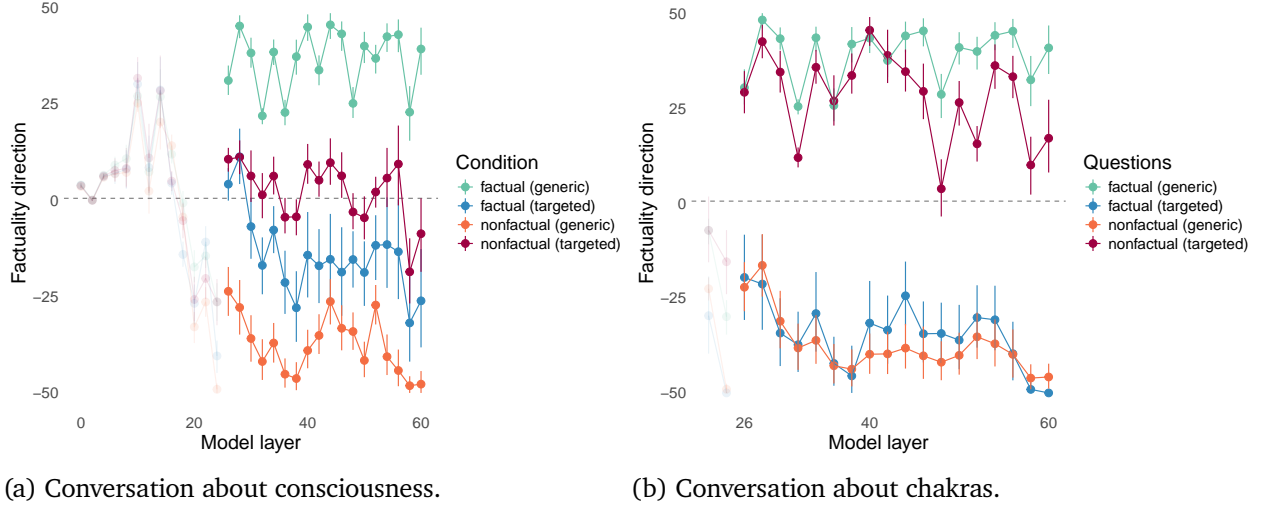 50
25
0
−25
−50
Factuality direction
0
20
40
60
Model layer
Condition
factual (generic)
factual (targeted)
nonfactual (generic)
nonfactual (targeted)
(a) Conversation about consciousness.
50
25
0
−25
−50
Factuality direction
26
40
60
Model layer
Questions
factual (generic)
factual (targeted)
nonfactual (generic)
nonfactual (targeted)
(b) Conversation about chakras.